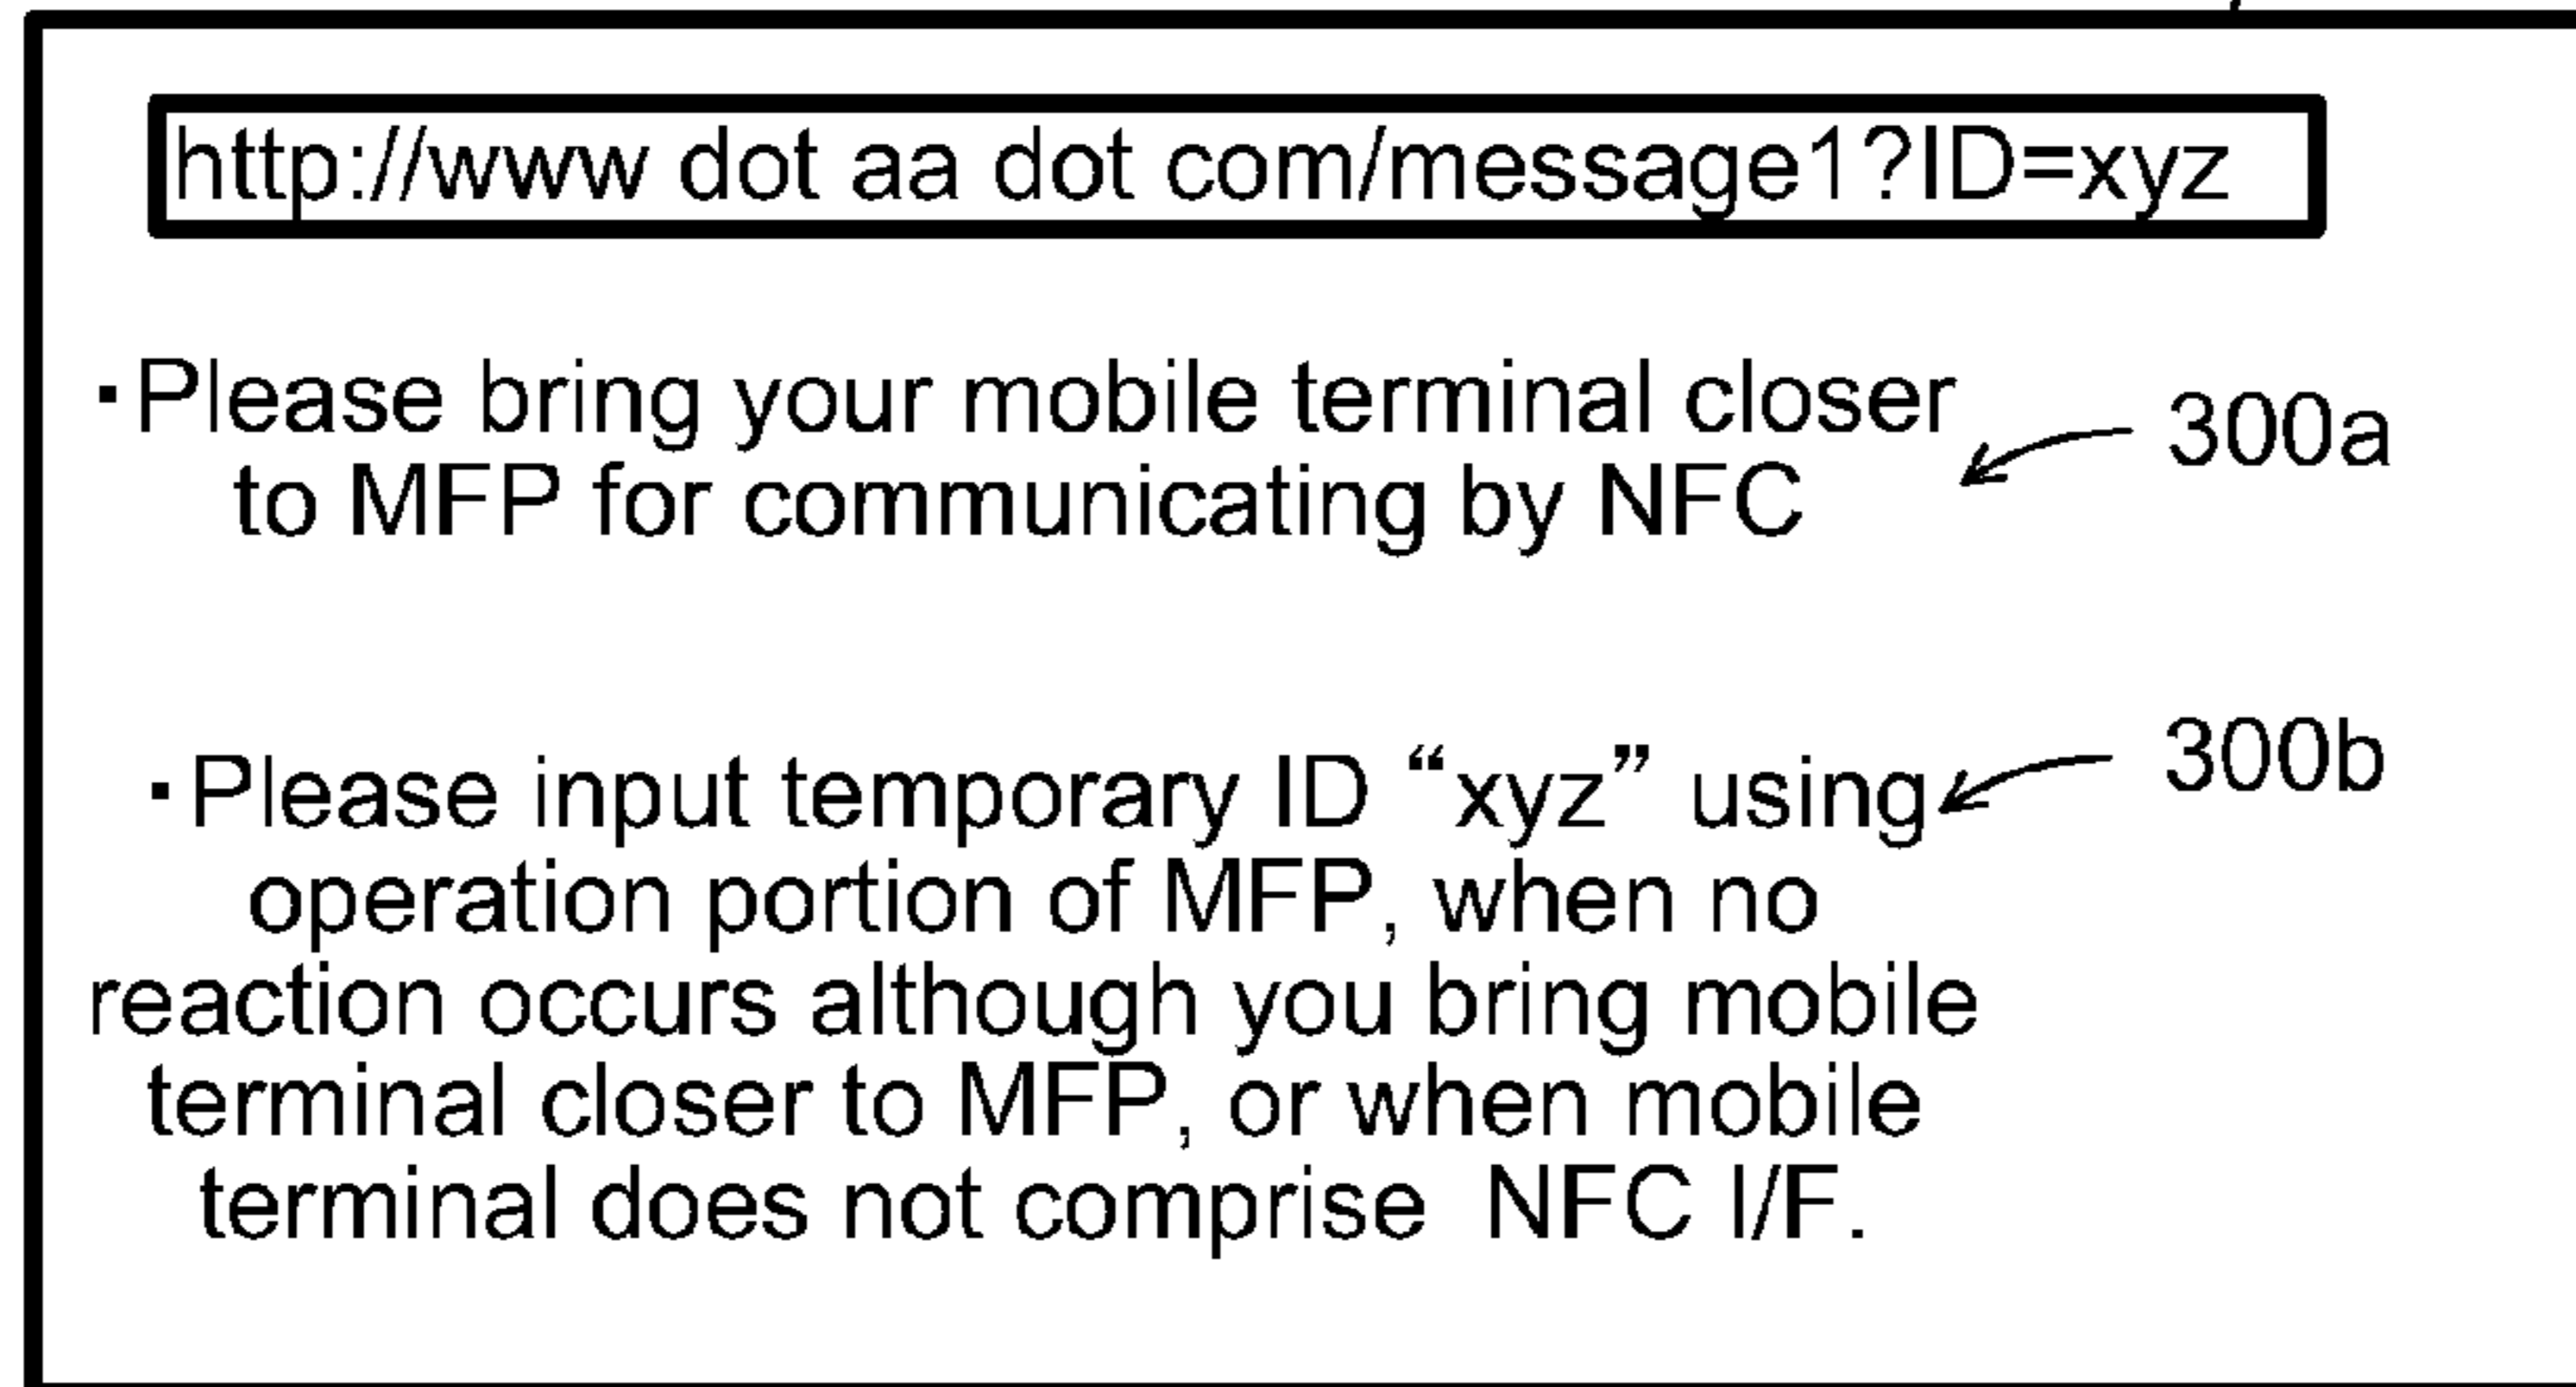 http://www dot aa dot com/message1?ID=xyz
▪Please bring your mobile terminal closer
to MFP for communicating by NFC
300a
▪Please input temporary ID “xyz” using
operation portion of MFP, when no
reaction occurs although you bring mobile
terminal closer to MFP, or when mobile
terminal does not comprise NFC I/F.
300b